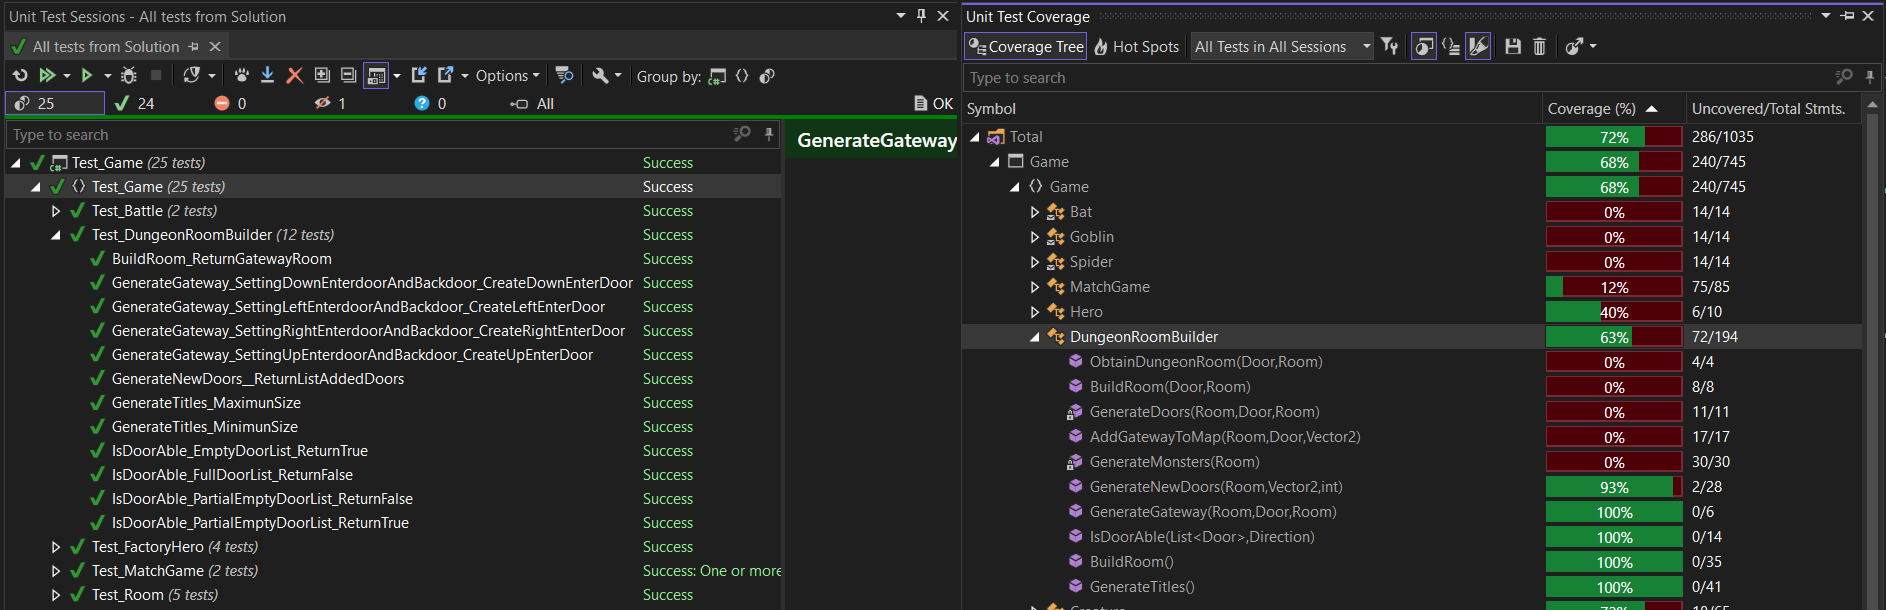 Unit Test Sessions - All tests from Solution
All tests from Solution
Options
Group by:
25 24 0 1 0 All OK
Type to search
GenerateGateway
Test_Game (25 tests) Success
Test_Game (25 tests) Success
Test_Battle (2 tests) Success
Test_DungeonRoomBuilder (12 tests) Success
BuildRoom_ReturnGatewayRoom Success
GenerateGateway_SettingDownEnterdoorAndBackdoor_CreateDownEnterDoor Success
GenerateGateway_SettingLeftEnterdoorAndBackdoor_CreateLeftEnterDoor Success
GenerateGateway_SettingRightEnterdoorAndBackdoor_CreateRightEnterDoor Success
GenerateGateway_SettingUpEnterdoorAndBackdoor_CreateUpEnterDoor Success
GenerateNewDoors__ReturnListAddedDoors Success
GenerateTitles_MaximunSize Success
GenerateTitles_MinimunSize Success
IsDoorAble_EmptyDoorList_ReturnTrue Success
IsDoorAble_FullDoorList_ReturnFalse Success
IsDoorAble_PartialEmptyDoorList_ReturnFalse Success
IsDoorAble_PartialEmptyDoorList_ReturnTrue Success
Test_FactoryHero (4 tests) Success
Test_MatchGame (2 tests) Success: One or more
Test_Room (5 tests) Success
Unit Test Coverage
Coverage Tree Hot Spots All Tests in All Sessions
Type to search
Symbol Coverage (%) Uncovered/Total Stmts.
Total 72% 286/1035
Game 68% 240/745
Game 68% 240/745
Bat 0% 14/14
Goblin 0% 14/14
Spider 0% 14/14
MatchGame 12% 75/85
Hero 40% 6/10
DungeonRoomBuilder 63% 72/194
ObtainDungeonRoom(Door,Room) 0% 4/4
BuildRoom(Door,Room) 0% 8/8
GenerateDoors(Room,Door,Room) 0% 11/11
AddGatewayToMap(Room,Door,Vector2) 0% 17/17
GenerateMonsters(Room) 0% 30/30
GenerateNewDoors(Room,Vector2,int) 93% 2/28
GenerateGateway(Room,Door,Room) 100% 0/6
IsDoorAble(List<Door>,Direction) 100% 0/14
BuildRoom() 100% 0/35
GenerateTitles() 100% 0/41